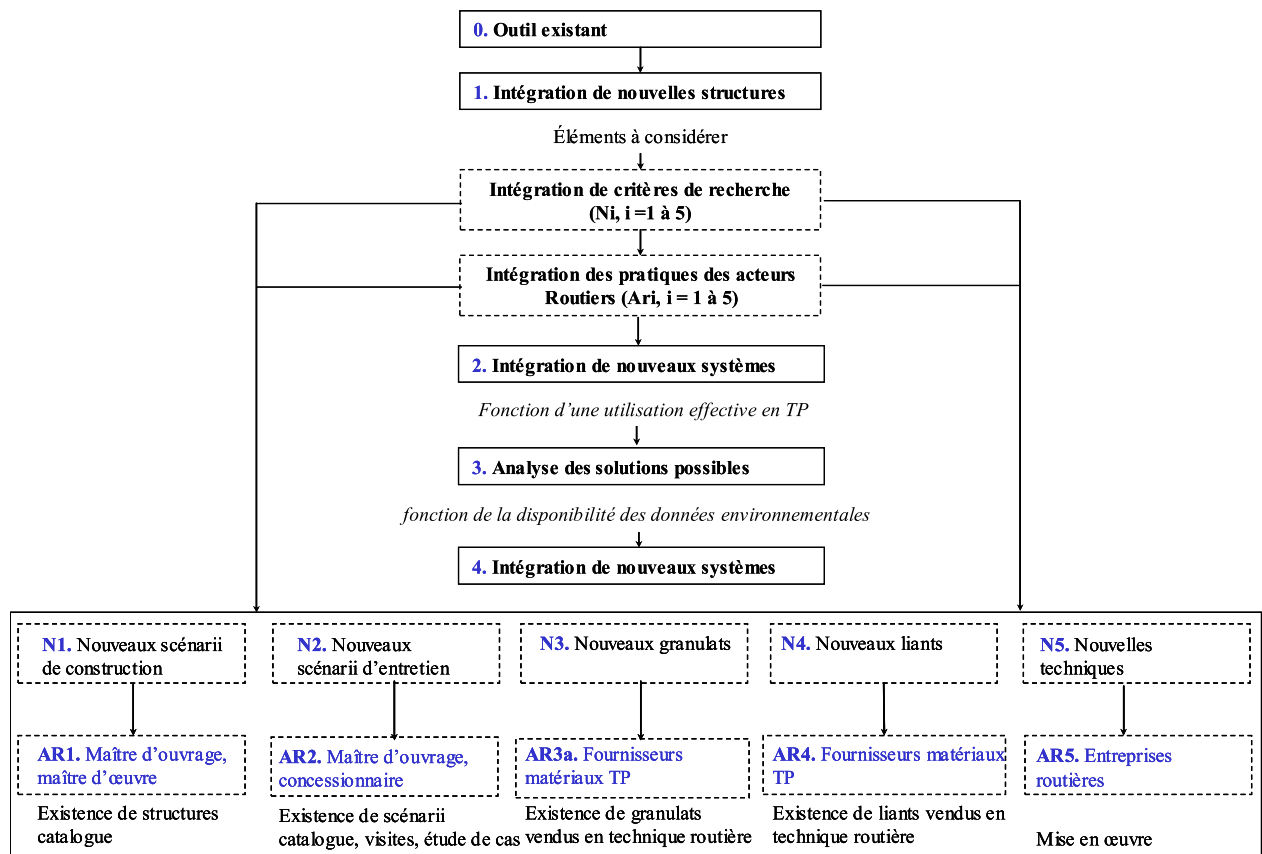 0. Outil existant
1. Intégration de nouvelles structures
Éléments à considérer
Intégration de critères de recherche
(Ni, i =1 à 5)
Intégration des pratiques des acteurs
Routiers (Ari, i = 1 à 5)
2. Intégration de nouveaux systèmes
Fonction d’une utilisation effective en TP
3. Analyse des solutions possibles
fonction de la disponibilité des données environnementales
4. Intégration de nouveaux systèmes
N1. Nouveaux scénarii
de construction
N2. Nouveaux
scénarii d’entretien
N3. Nouveaux granulats
N4. Nouveaux liants
N5. Nouvelles
techniques
AR1. Maître d’ouvrage,
maître d’œuvre
AR2. Maître d’ouvrage,
concessionnaire
AR3a. Fournisseurs
matériaux TP
AR4. Fournisseurs matériaux
TP
AR5. Entreprises
routières
Existence de structures
catalogue
Existence de scénarii
catalogue, visites, étude de cas
Existence de granulats
vendus en technique routière
Existence de liants vendus en
technique routière
Mise en œuvre